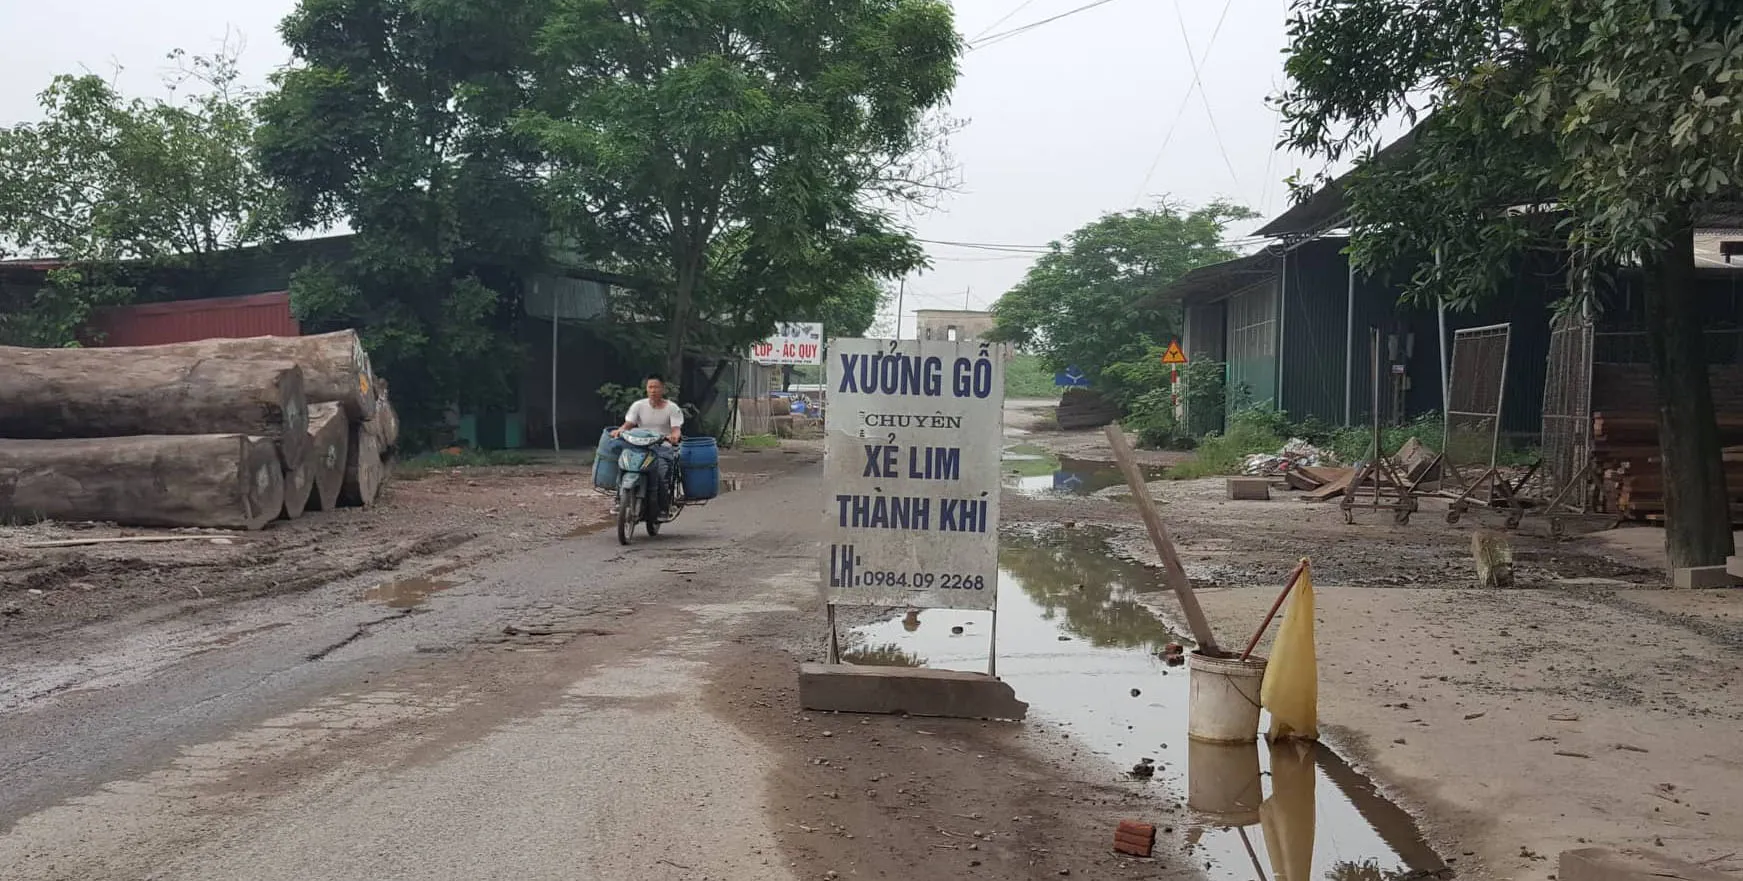 LỐP - ẮC QUY
XƯỞNG GỖ
CHUYÊN
XẺ LIM
THÀNH KHÍ
LH: 0984.09 2268